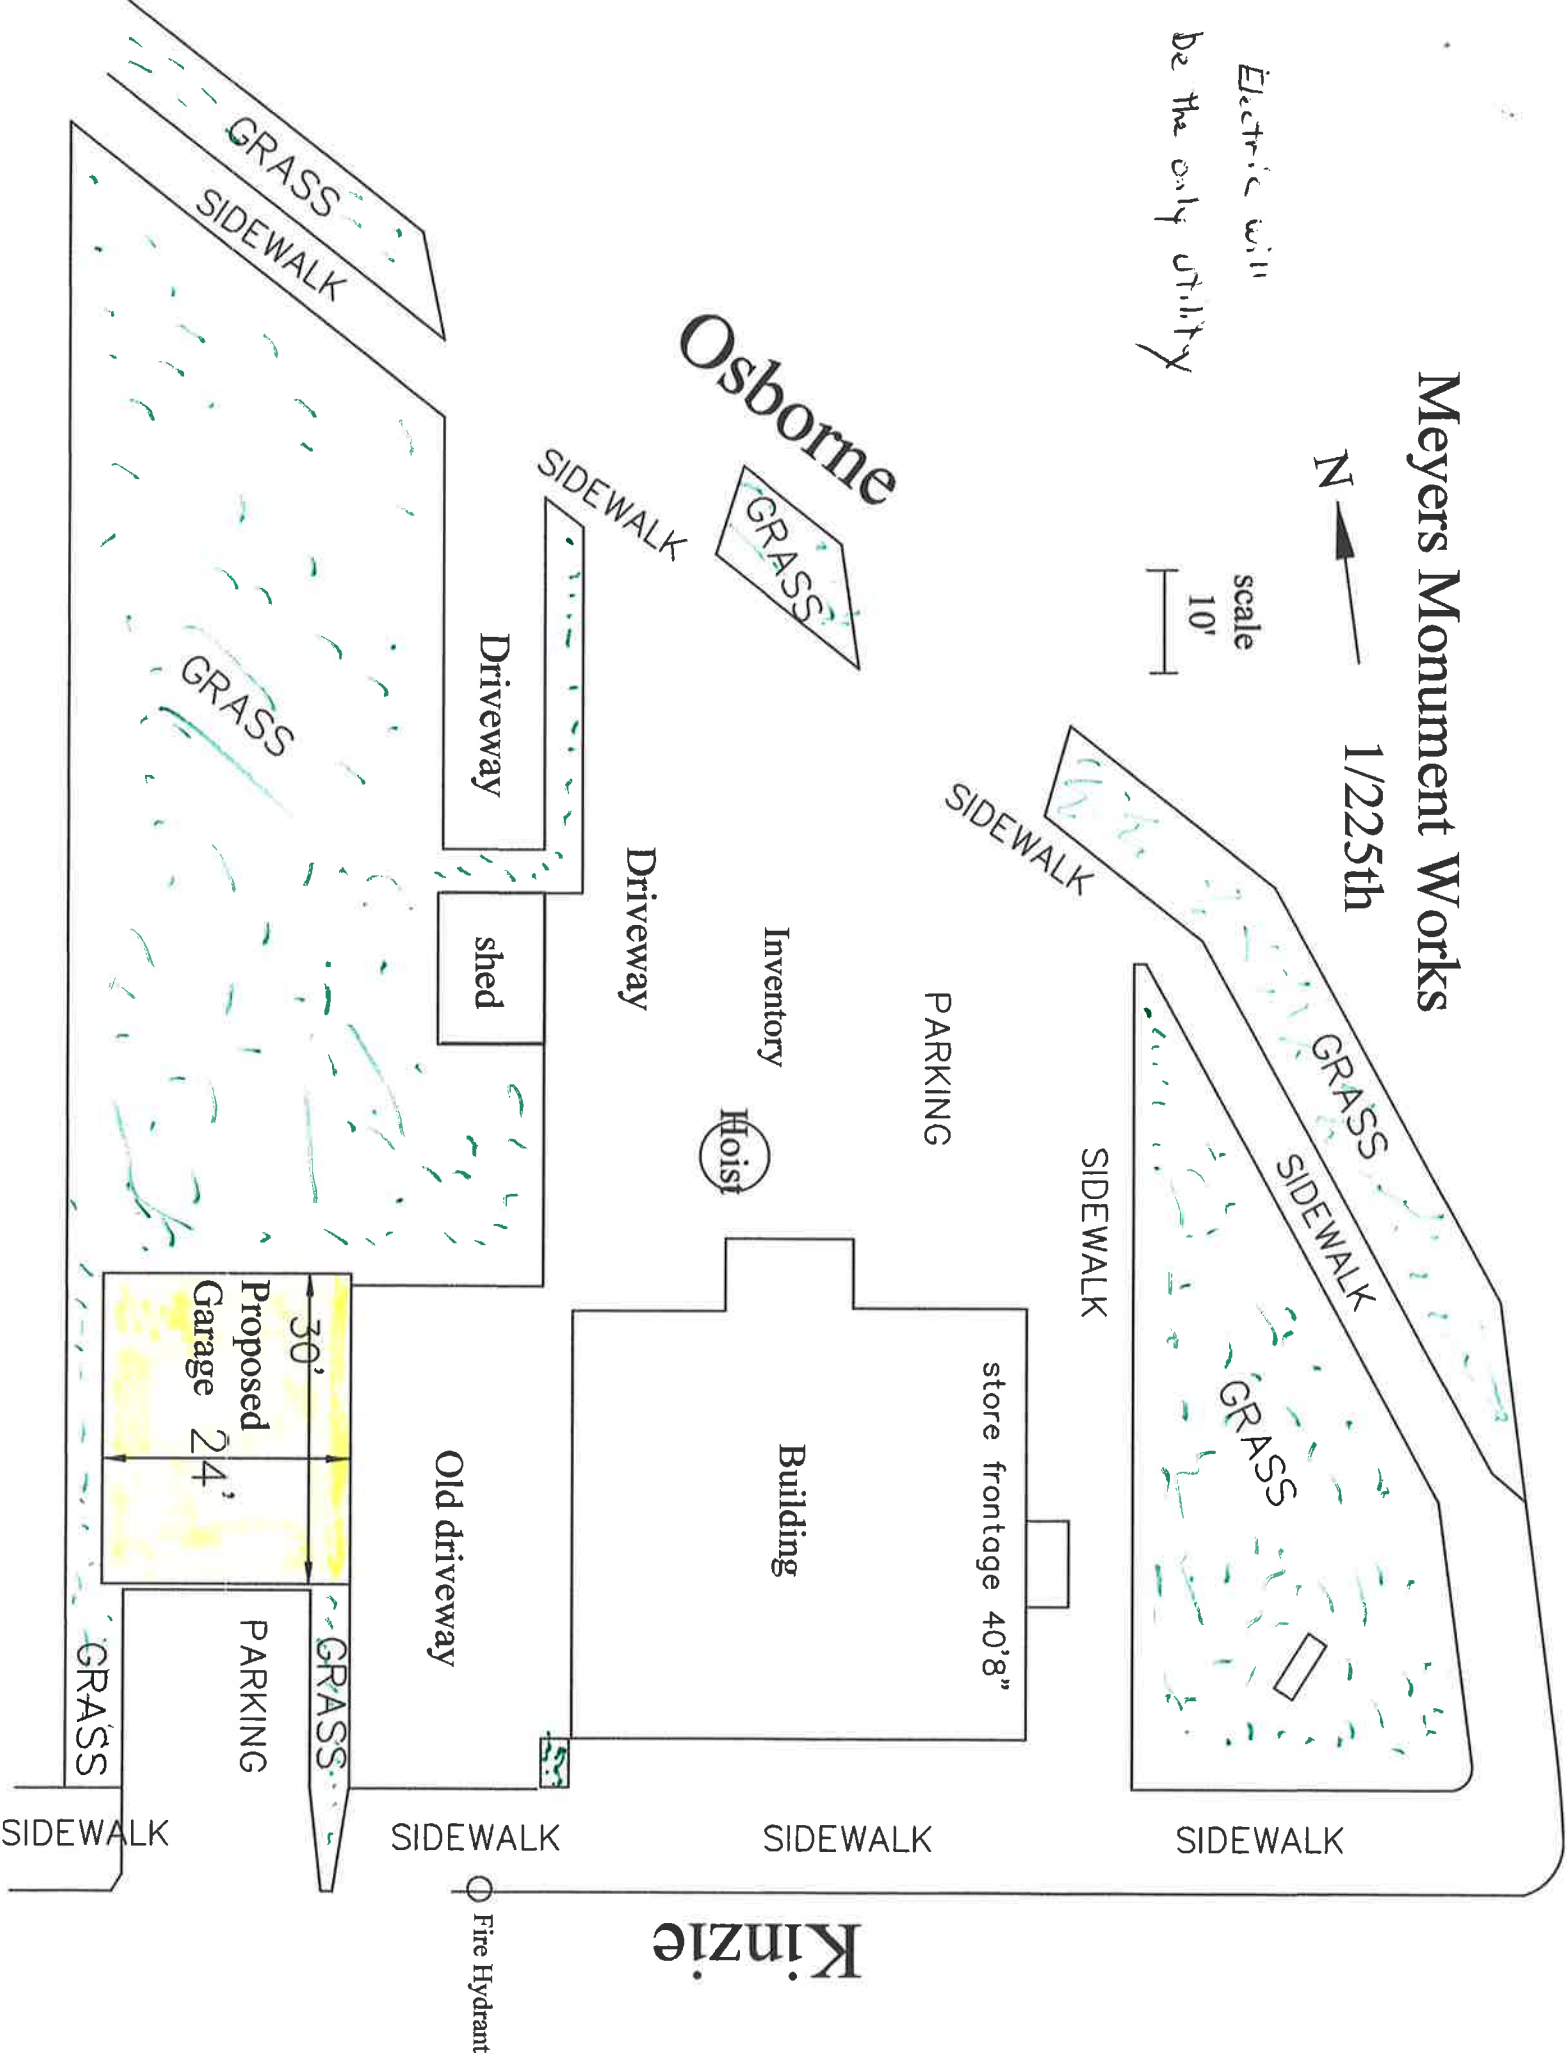 Meyers Monument Works
1/225th
N
scale
10'
Electric will
be the only utility
Osborne
GRASS
SIDEWALK
GRASS
SIDEWALK
GRASS
SIDEWALK
GRASS
SIDEWALK
GRASS
SIDEWALK
PARKING
Inventory
Hoist
Driveway
Driveway
shed
GRASS
store frontage 40'8"
Building
Old driveway
30'
Proposed
Garage 24'
GRASS
PARKING
GRASS
SIDEWALK
SIDEWALK
SIDEWALK
SIDEWALK
Fire Hydrant
Kinzie